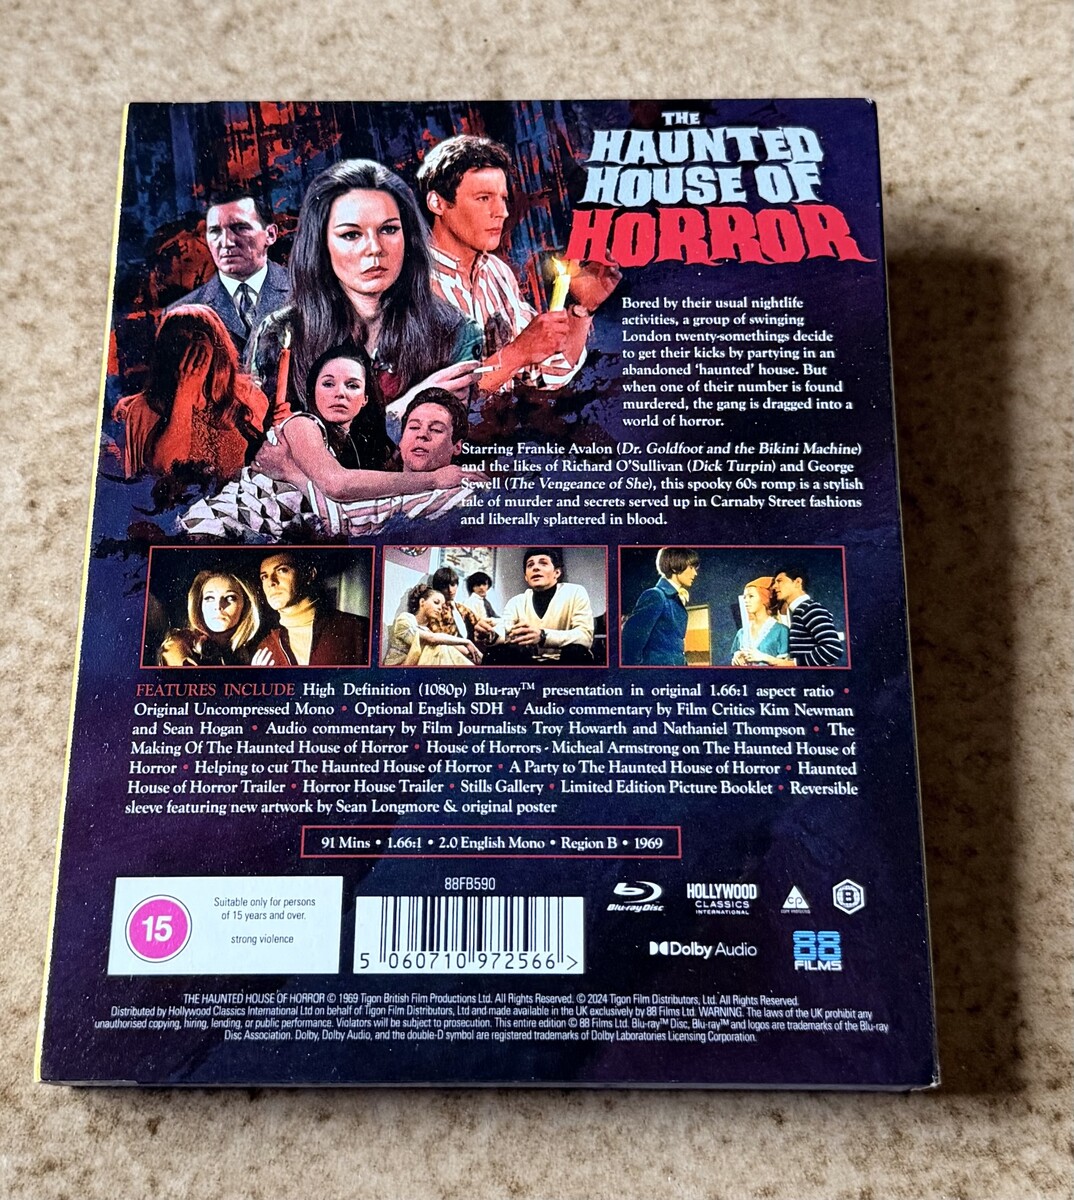 THE
HAUNTED
HOUSE OF
HORROR
Bored by their usual nightlife
activities, a group of swinging
London twenty-somethings decide
to get their kicks by partying in an
abandoned ‘haunted’ house. But
when one of their number is found
murdered, the gang is dragged into a
world of horror.
Starring Frankie Avalon (Dr. Goldfoot and the Bikini Machine)
and the likes of Richard O’Sullivan (Dick Turpin) and George
Sewell (The Vengeance of She), this spooky 60s romp is a stylish
tale of murder and secrets served up in Carnaby Street fashions
and liberally splattered in blood.
FEATURES INCLUDE High Definition (1080p) Blu-ray™ presentation in original 1.66:1 aspect ratio •
Original Uncompressed Mono • Optional English SDH • Audio commentary by Film Critics Kim Newman
and Sean Hogan • Audio commentary by Film Journalists Troy Howarth and Nathaniel Thompson • The
Making Of The Haunted House of Horror • House of Horrors - Micheal Armstrong on The Haunted House of
Horror • Helping to cut The Haunted House of Horror • A Party to The Haunted House of Horror • Haunted
House of Horror Trailer • Horror House Trailer • Stills Gallery • Limited Edition Picture Booklet • Reversible
sleeve featuring new artwork by Sean Longmore & original poster
91 Mins • 1.66:1 • 2.0 English Mono • Region B • 1969
15
Suitable only for persons
of 15 years and over.
strong violence
88FB590
5 060710 972566 >
Blu-ray Disc
HOLLYWOOD
CLASSICS
INTERNATIONAL
cp
B
Dolby Audio
88
FILMS
THE HAUNTED HOUSE OF HORROR © 1969 Tigon British Film Productions Ltd. All Rights Reserved. © 2024 Tigon Film Distributors, Ltd. All Rights Reserved.
Distributed by Hollywood Classics International Ltd on behalf of Tigon Film Distributors, Ltd and made available in the UK exclusively by 88 Films Ltd. WARNING. The laws of the UK prohibit any
unauthorised copying, hiring, lending, or public performance. Violators will be subject to prosecution. This entire edition © 88 Films Ltd. Blu-ray™ Disc, Blu-ray™ and logos are trademarks of the Blu-ray
Disc Association. Dolby, Dolby Audio, and the double-D symbol are registered trademarks of Dolby Laboratories Licensing Corporation.